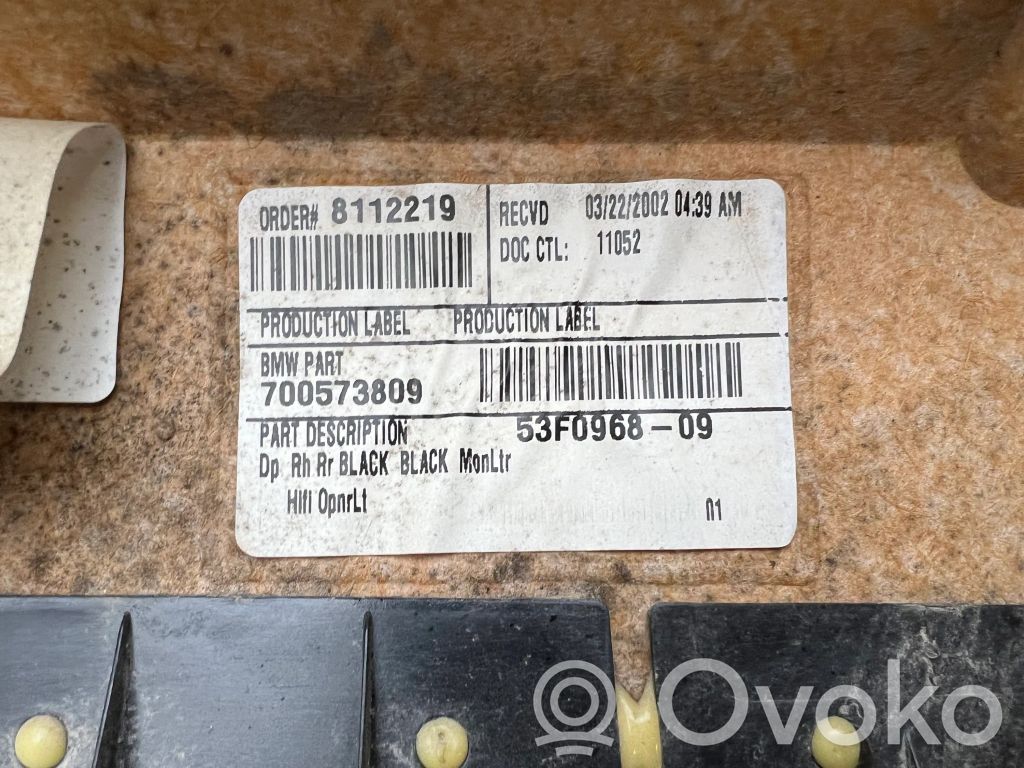 ORDER# 8112219
RECVD 03/22/2002 04:39 AM
DOC CTL: 11052
PRODUCTION LABEL PRODUCTION LABEL
BMW PART
700573809
PART DESCRIPTION 53F0968-09
Dp Rh Rr BLACK BLACK MonLtr
Hifi OpnrLt
01
© Ovoko